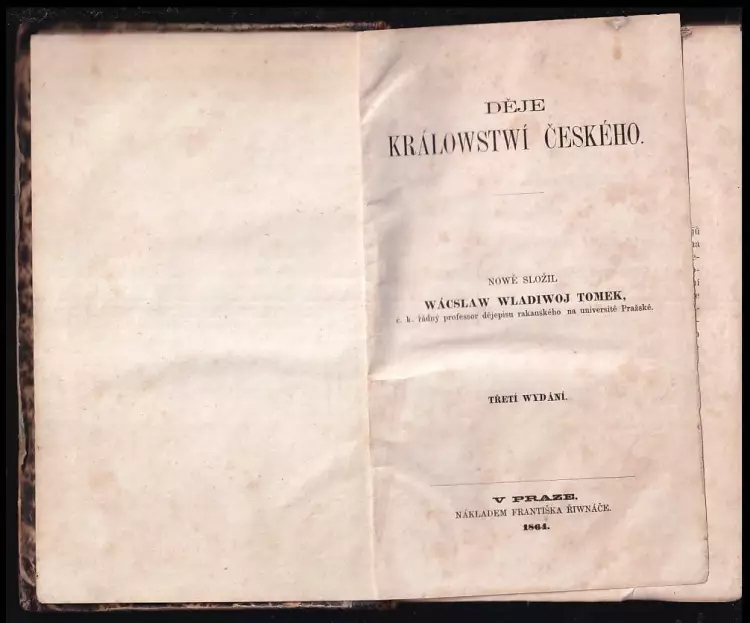 DĚJE
KRÁLOWSTWÍ ČESKÉHO.
NOWĚ SLOŽIL
WÁCSLAW WLADIWOJ TOMEK,
c. k. řádný professor dějepisu rakouského na universitě Pražské.
TŘETÍ WYDÁNÍ.
V PRAZE.
NÁKLADEM FRANTIŠKA ŘIWNÁČE.
1864.